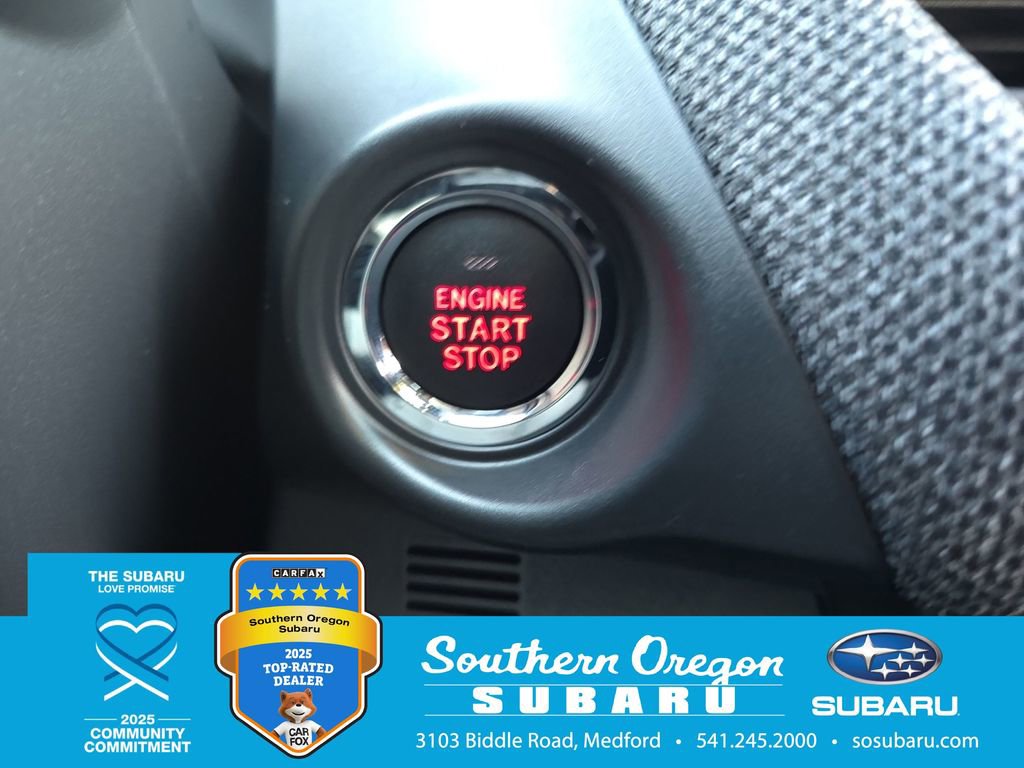 ENGINE
START
STOP
THE SUBARU
LOVE PROMISE
2025
COMMUNITY
COMMITMENT
CARFAX
Southern Oregon
Subaru
2025
TOP-RATED
DEALER
CAR
FOX
Southern Oregon
SUBARU
3103 Biddle Road, Medford • 541.245.2000 • sosubaru.com
SUBARU